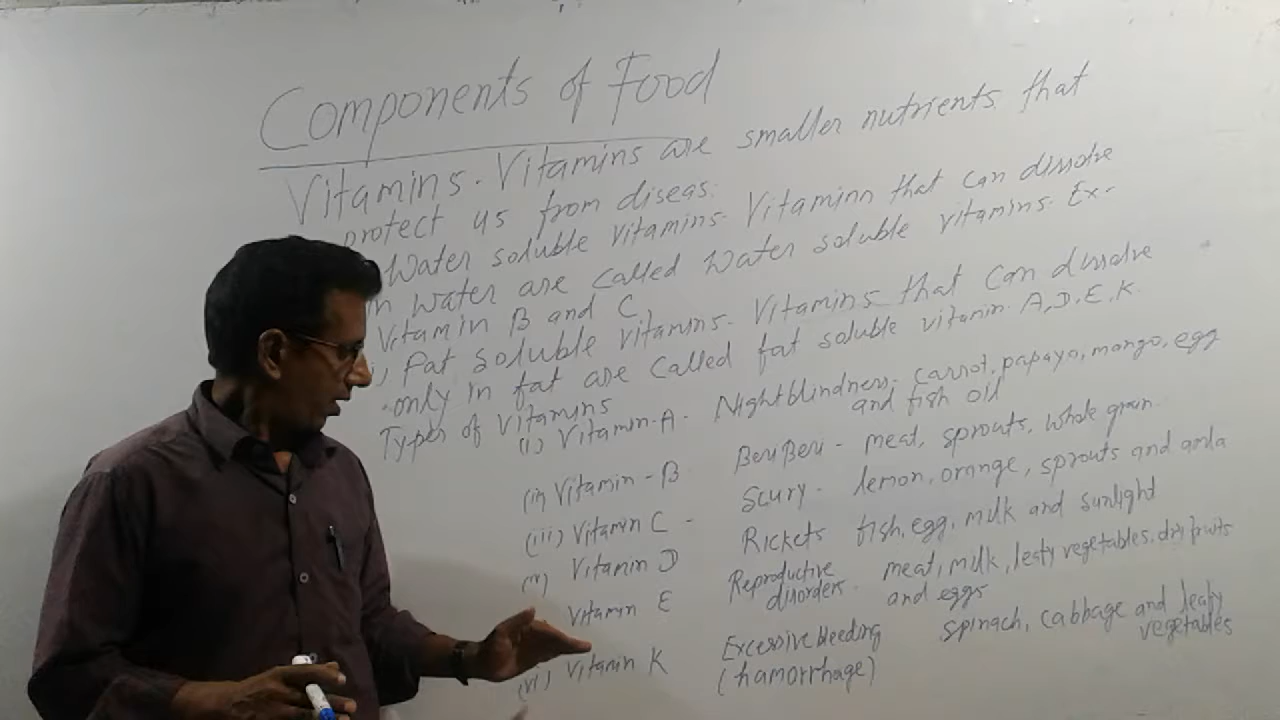 Components of Food
Vitamins. Vitamins are smaller nutrients that
protect us from diseas.
Water soluble vitamins. Vitaminn that can dissolve
in water are called water soluble vitamins. Ex-
Vitamin B and C
Fat soluble vitamins. Vitamins that can dissolve
only in fat are called fat soluble vitamin. A, D, E, K.
Types of Vitamins
(i) Vitamin-A- Nightblindness- carrot, papaya, mango, egg
and fish oil
(ii) Vitamin-B BeriBeri- meat, sprouts, whole grain.
(iii) Vitamin C- Scury- lemon, orange, sprouts and amla
(iv) Vitamin D Rickets fish, egg, milk and sunlight
Vitamin E Reproductive disorders- meat, milk, leafy vegetables, dry fruits
and eggs
(vi) Vitamin K Excessive bleeding spinach, cabbage and leafy
(hamorrhage) vegetables